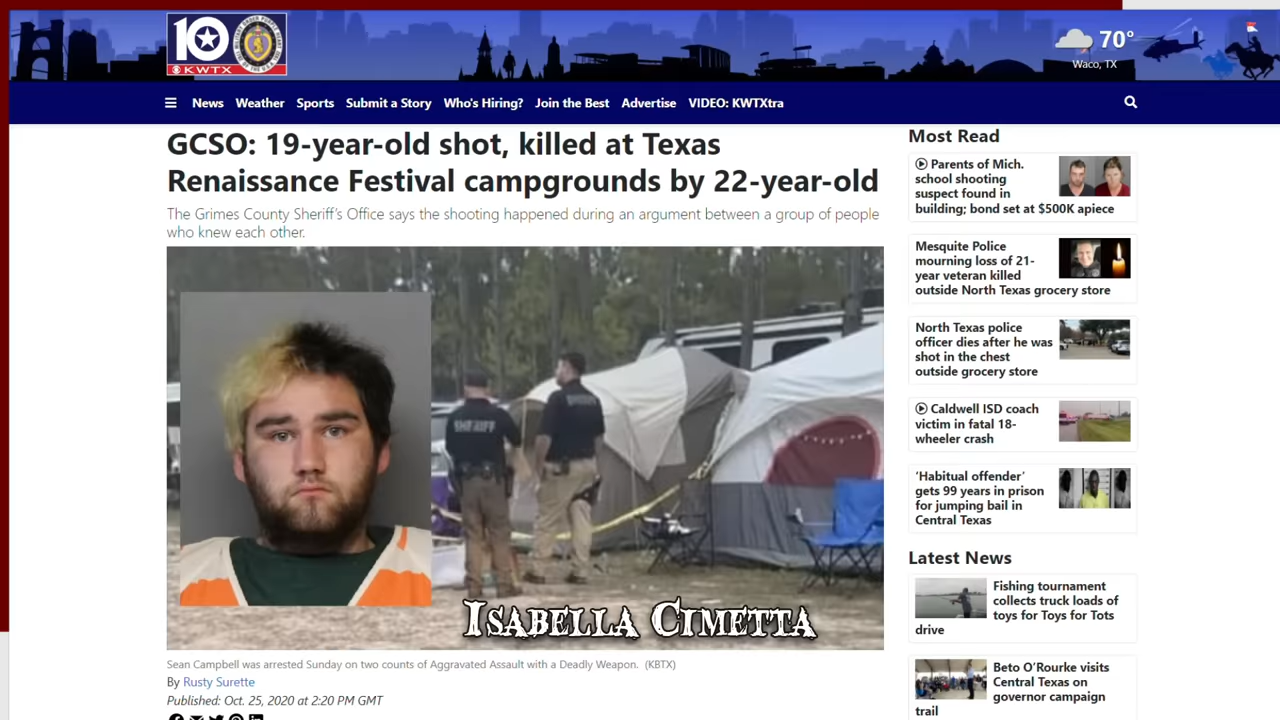 10
KWTX
70°
Waco, TX
News Weather Sports Submit a Story Who's Hiring? Join the Best Advertise VIDEO: KWTXtra
GCSO: 19-year-old shot, killed at Texas
Renaissance Festival campgrounds by 22-year-old
The Grimes County Sheriff's Office says the shooting happened during an argument between a group of people
who knew each other.
SHERIFF
ISABELLA CIMETTA
Sean Campbell was arrested Sunday on two counts of Aggravated Assault with a Deadly Weapon. (KBTX)
By Rusty Surette
Published: Oct. 25, 2020 at 2:20 PM GMT
Most Read
Parents of Mich.
school shooting
suspect found in
building; bond set at $500K apiece
Mesquite Police
mourning loss of 21-
year veteran killed
outside North Texas grocery store
North Texas police
officer dies after he was
shot in the chest
outside grocery store
Caldwell ISD coach
victim in fatal 18-
wheeler crash
'Habitual offender'
gets 99 years in prison
for jumping bail in
Central Texas
Latest News
Fishing tournament
collects truck loads of
toys for Toys for Tots
drive
Beto O'Rourke visits
Central Texas on
governor campaign
trail